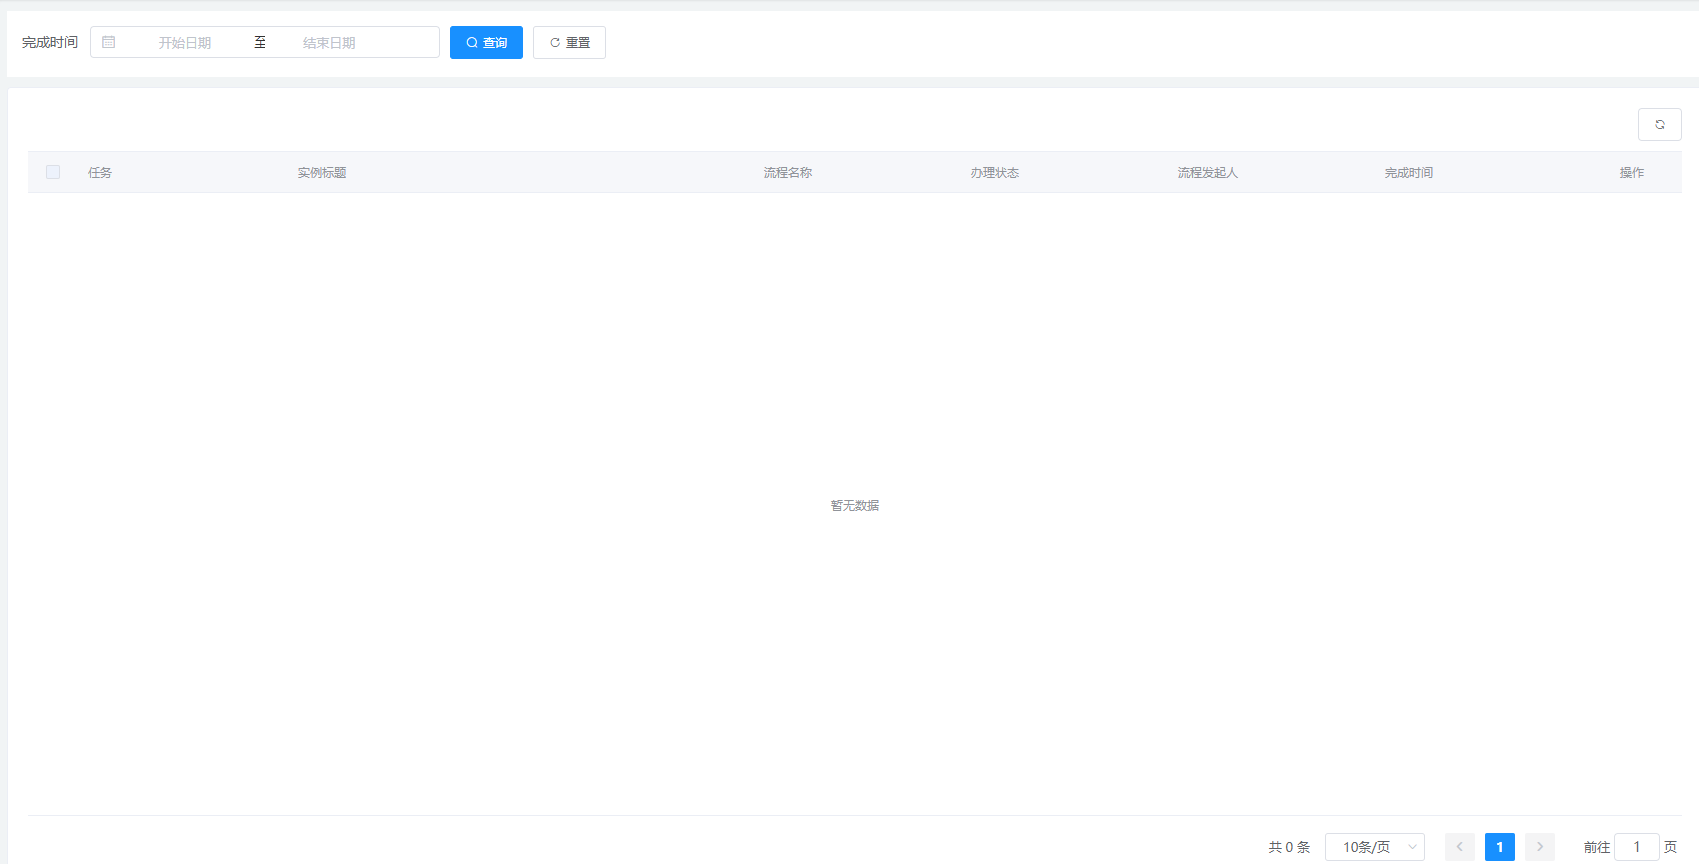 完成时间 开始日期 至 结束日期 查询 重置
任务 实例标题 流程名称 办理状态 流程发起人 完成时间 操作
暂无数据
共 0 条 10条/页 1 前往 1 页